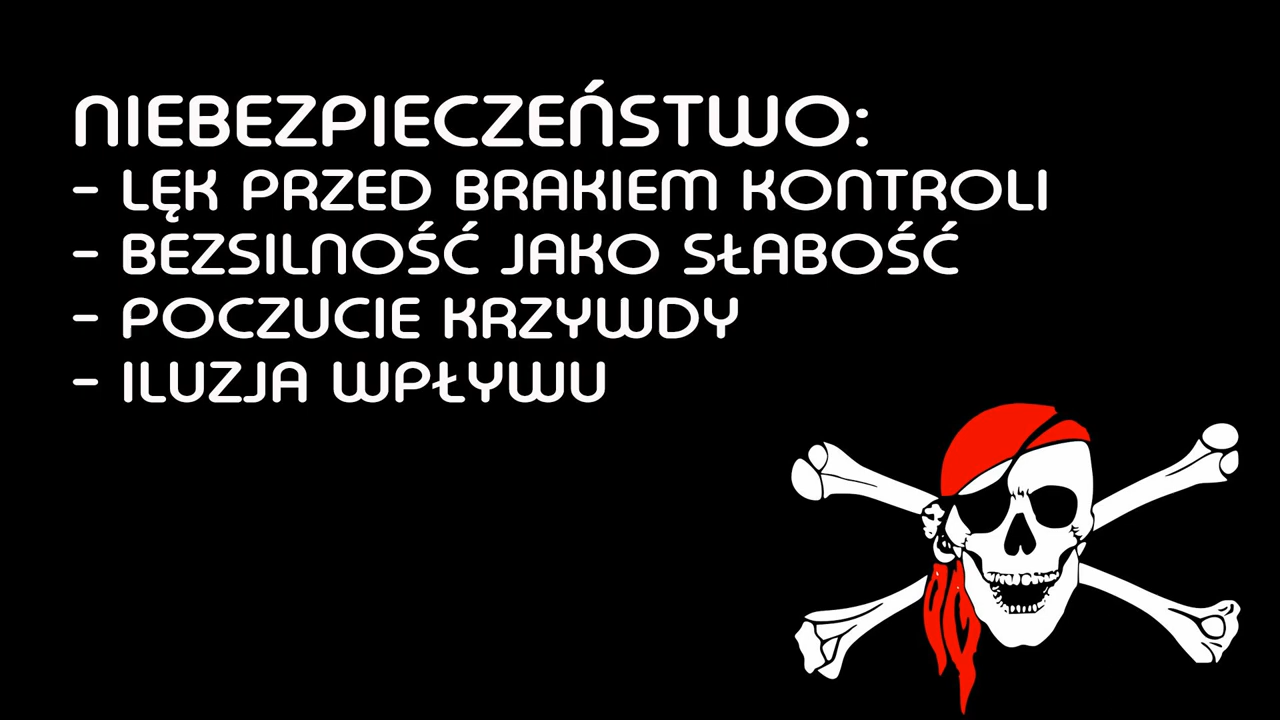 NIEBEZPIECZEŃSTWO:
- LĘK PRZED BRAKIEM KONTROLI
- BEZSILNOŚĆ JAKO SŁABOŚĆ
- POCZUCIE KRZYWDY
- ILUZJA WPŁYWU